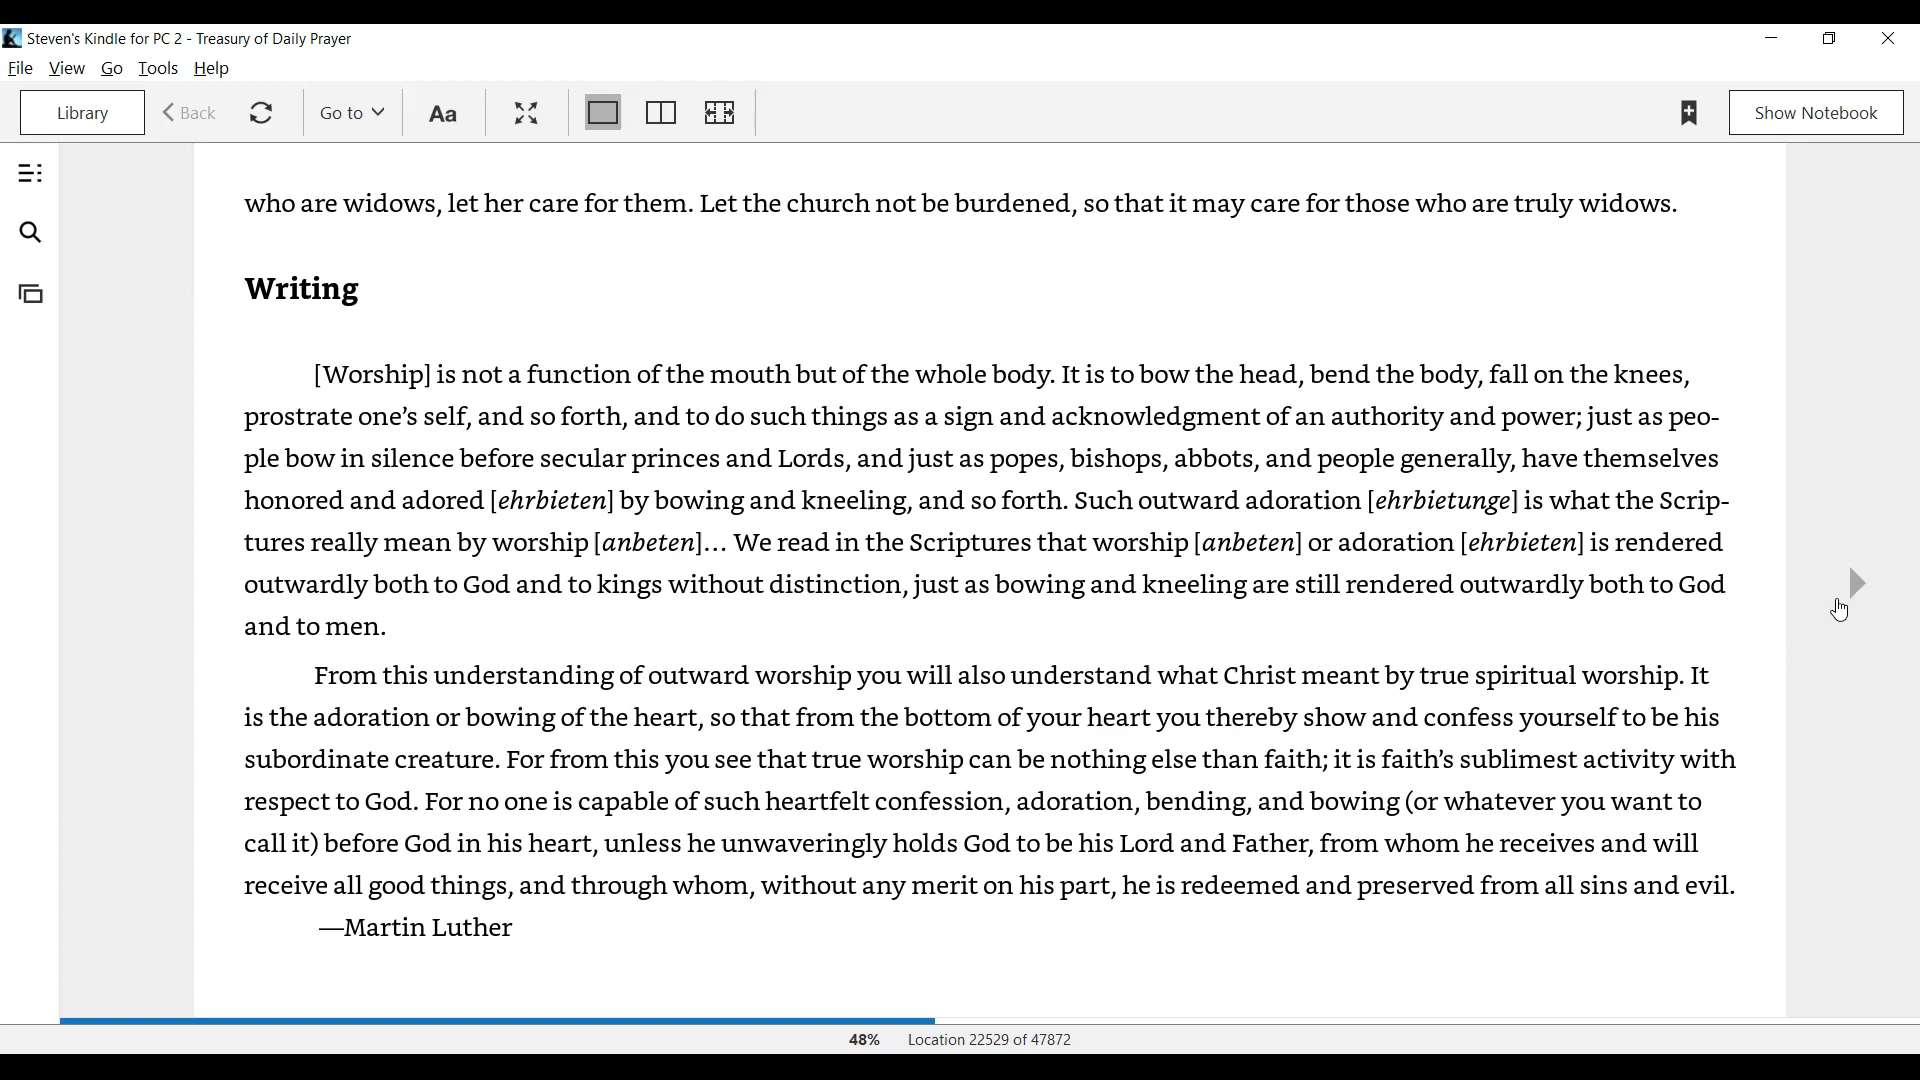 Steven's Kindle for PC 2 - Treasury of Daily Prayer
File View Go Tools Help
Library Back Go to Aa Show Notebook
who are widows, let her care for them. Let the church not be burdened, so that it may care for those who are truly widows.
Writing
[Worship] is not a function of the mouth but of the whole body. It is to bow the head, bend the body, fall on the knees,
prostrate one’s self, and so forth, and to do such things as a sign and acknowledgment of an authority and power; just as peo-
ple bow in silence before secular princes and Lords, and just as popes, bishops, abbots, and people generally, have themselves
honored and adored [ehrbieten] by bowing and kneeling, and so forth. Such outward adoration [ehrbietunge] is what the Scrip-
tures really mean by worship [anbeten]… We read in the Scriptures that worship [anbeten] or adoration [ehrbieten] is rendered
outwardly both to God and to kings without distinction, just as bowing and kneeling are still rendered outwardly both to God
and to men.
From this understanding of outward worship you will also understand what Christ meant by true spiritual worship. It
is the adoration or bowing of the heart, so that from the bottom of your heart you thereby show and confess yourself to be his
subordinate creature. For from this you see that true worship can be nothing else than faith; it is faith’s sublimest activity with
respect to God. For no one is capable of such heartfelt confession, adoration, bending, and bowing (or whatever you want to
call it) before God in his heart, unless he unwaveringly holds God to be his Lord and Father, from whom he receives and will
receive all good things, and through whom, without any merit on his part, he is redeemed and preserved from all sins and evil.
—Martin Luther
48% Location 22529 of 47872